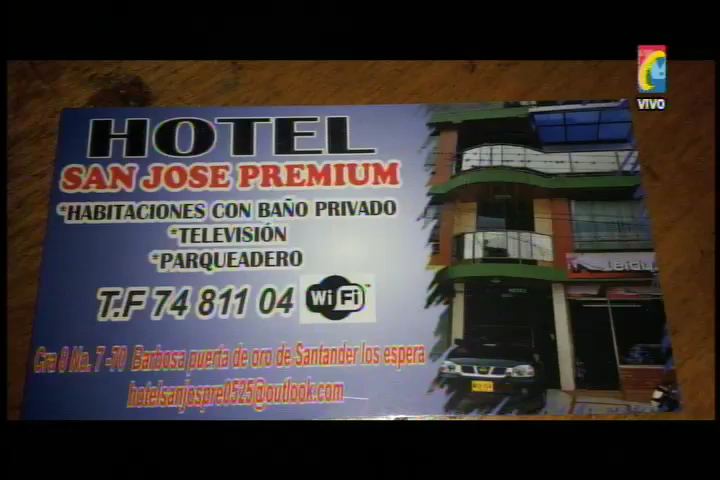 VIVO
HOTEL
SAN JOSE PREMIUM
*HABITACIONES CON BAÑO PRIVADO
*TELEVISIÓN
*PARQUEADERO
T.F 74 811 04 WiFi
Cra 8 No. 7 -70 Barbosa puerta de oro de Santander los espera
hotelsanjospre0525@outlook.com